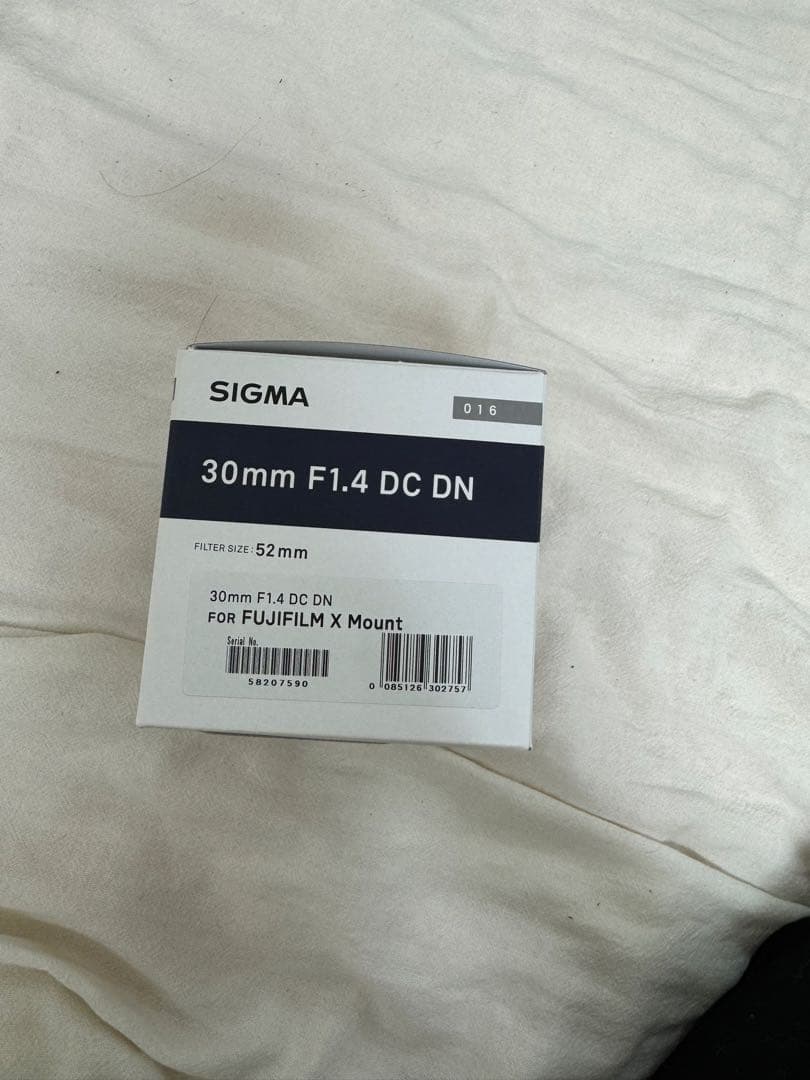 SIGMA
016
30mm F1.4 DC DN
FILTER SIZE: 52mm
30mm F1.4 DC DN
FOR FUJIFILM X Mount
Serial No.
58207590
0 085126 302757